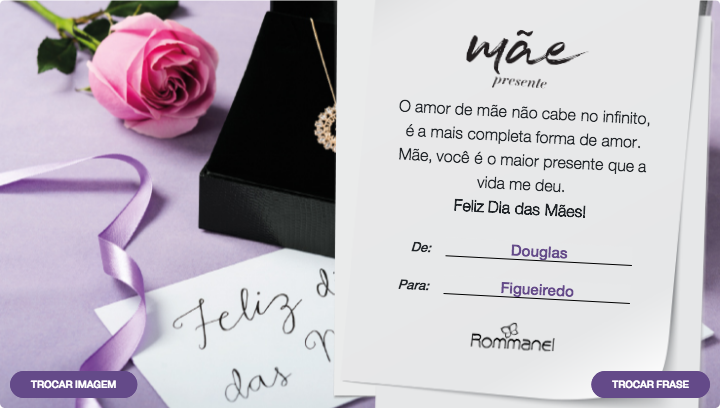 mãe
presente
O amor de mãe não cabe no infinito,
é a mais completa forma de amor.
Mãe, você é o maior presente que a
vida me deu.
Feliz Dia das Mães!
De: Douglas
Para: Figueiredo
Rommanel
Feliz d
das M
TROCAR IMAGEM
TROCAR FRASE